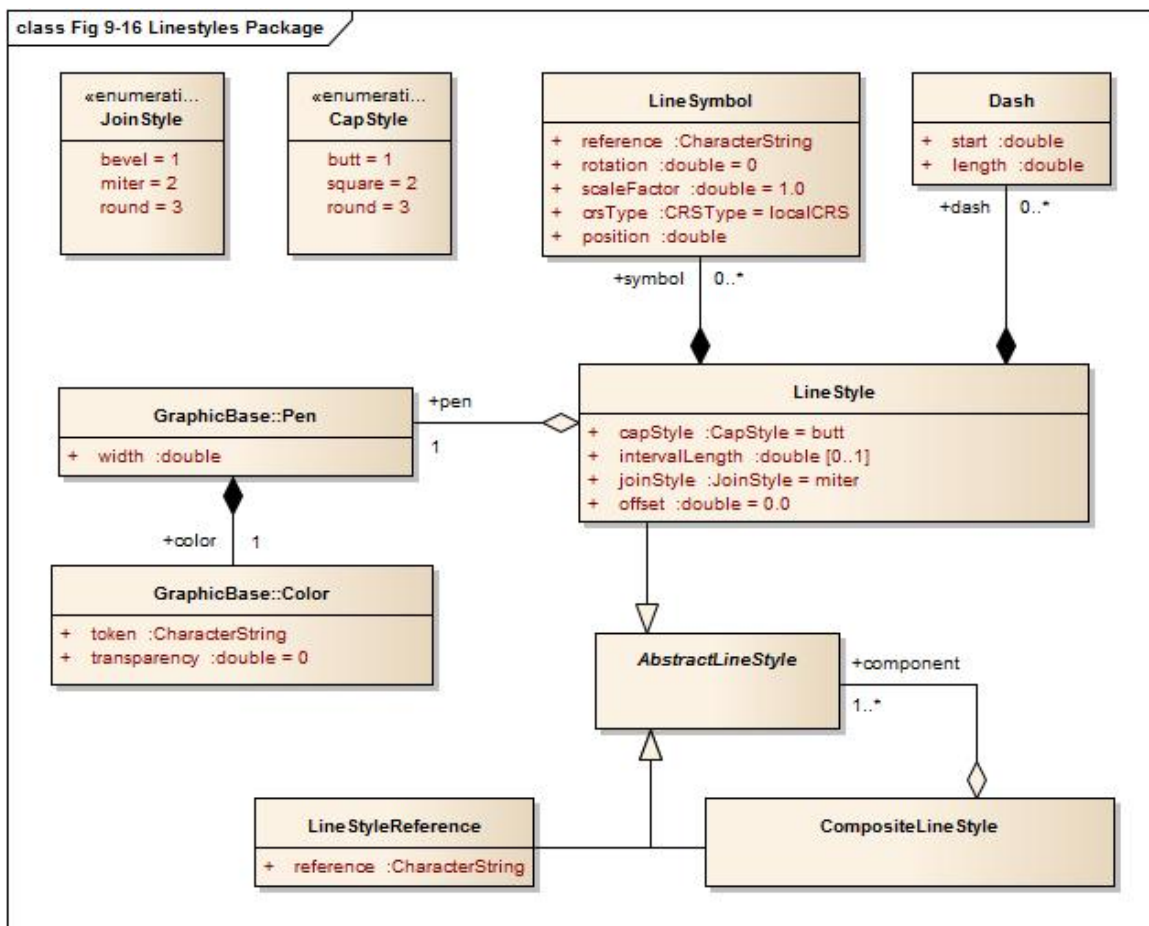 class Fig 9-16 Linestyles Package
«enumerati...
JoinStyle
bevel = 1
miter = 2
round = 3
«enumerati...
CapStyle
butt = 1
square = 2
round = 3
LineSymbol
+ reference :CharacterString
+ rotation :double = 0
+ scaleFactor :double = 1.0
+ crsType :CRSType = localCRS
+ position :double
Dash
+ start :double
+ length :double
+symbol 0..*
+dash 0..*
GraphicBase::Pen
+ width :double
+pen
1
LineStyle
+ capStyle :CapStyle = butt
+ intervalLength :double [0..1]
+ joinStyle :JoinStyle = miter
+ offset :double = 0.0
+color 1
GraphicBase::Color
+ token :CharacterString
+ transparency :double = 0
AbstractLineStyle
+component
1..*
LineStyleReference
+ reference :CharacterString
CompositeLineStyle